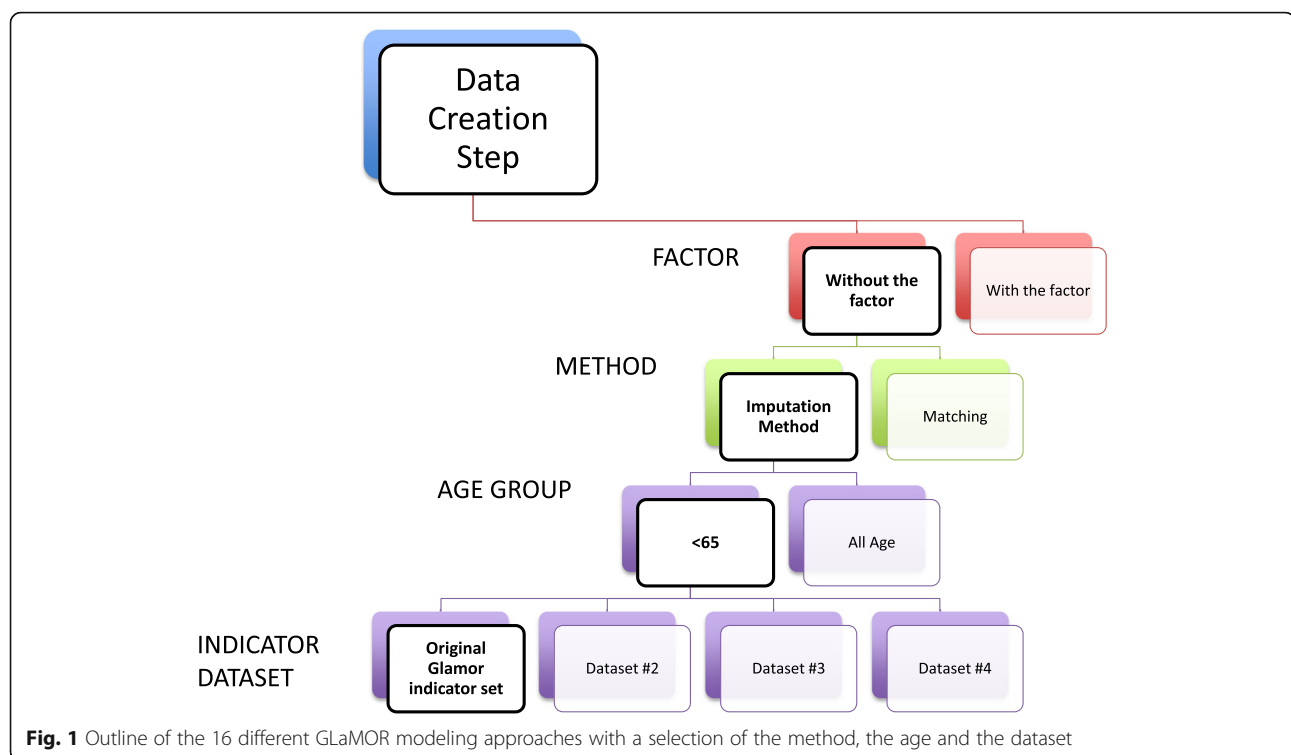 Data
Creation
Step
FACTOR
Without the
factor
With the factor
METHOD
Imputation
Method
Matching
AGE GROUP
<65
All Age
INDICATOR
DATASET
Original
Glamor
indicator set
Dataset #2
Dataset #3
Dataset #4
Fig. 1 Outline of the 16 different GLaMOR modeling approaches with a selection of the method, the age and the dataset